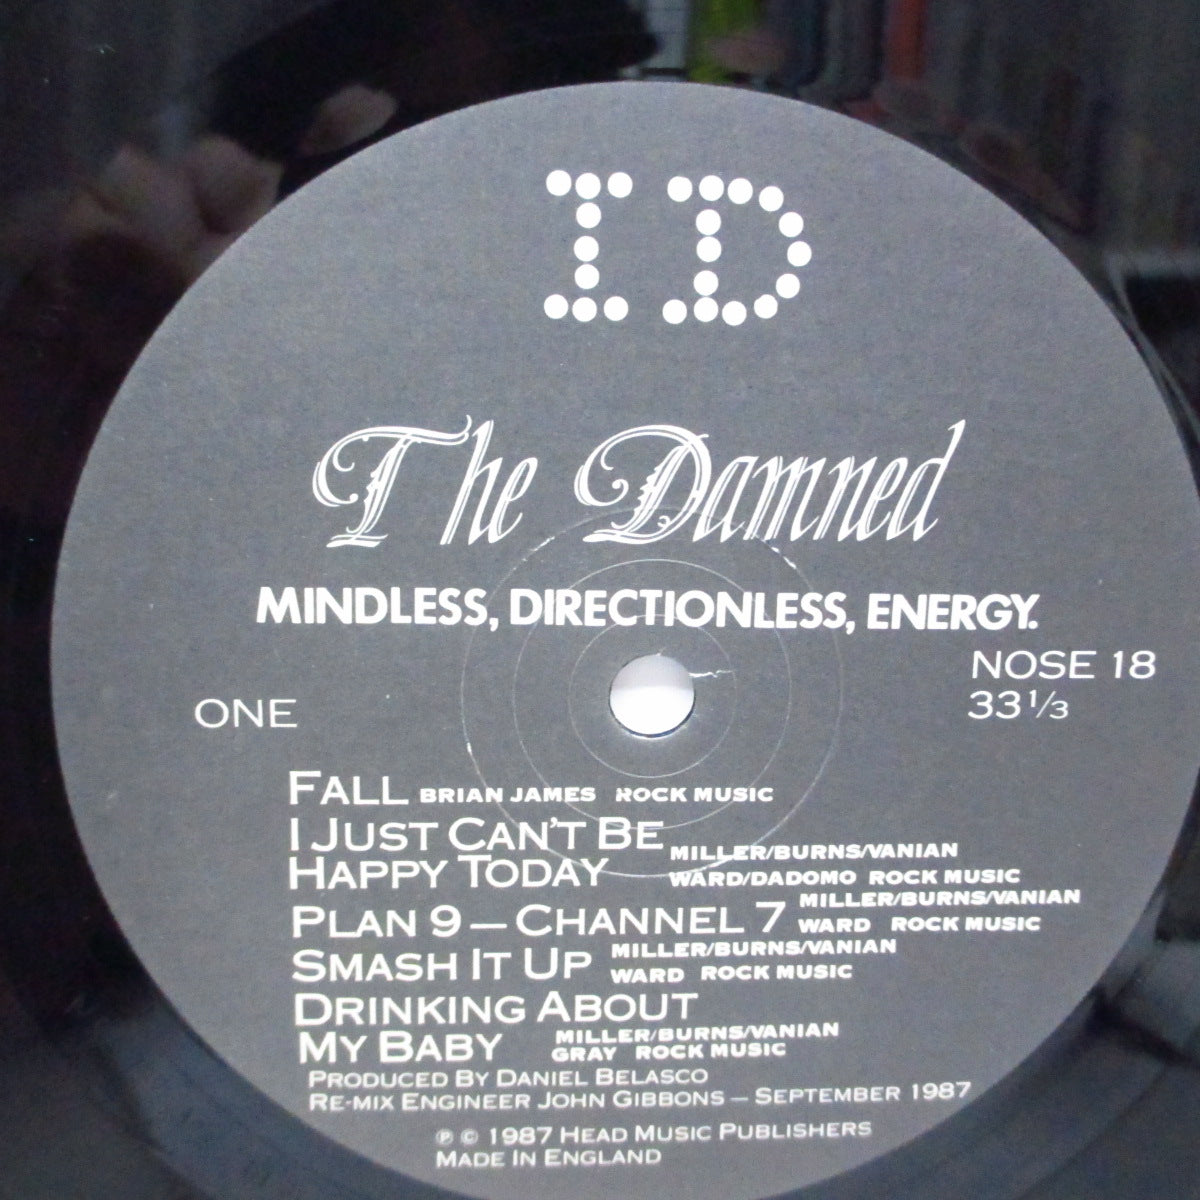 ID
The Damned
MINDLESS, DIRECTIONLESS, ENERGY.
NOSE 18
33 1/3
ONE
FALL BRIAN JAMES ROCK MUSIC
I JUST CAN'T BE
HAPPY TODAY MILLER/BURNS/VANIAN
WARD/DADOMO ROCK MUSIC
PLAN 9 – CHANNEL 7 MILLER/BURNS/VANIAN
WARD ROCK MUSIC
SMASH IT UP MILLER/BURNS/VANIAN
WARD ROCK MUSIC
DRINKING ABOUT
MY BABY MILLER/BURNS/VANIAN
GRAY ROCK MUSIC
PRODUCED BY DANIEL BELASCO
RE-MIX ENGINEER JOHN GIBBONS – SEPTEMBER 1987
℗ © 1987 HEAD MUSIC PUBLISHERS
MADE IN ENGLAND